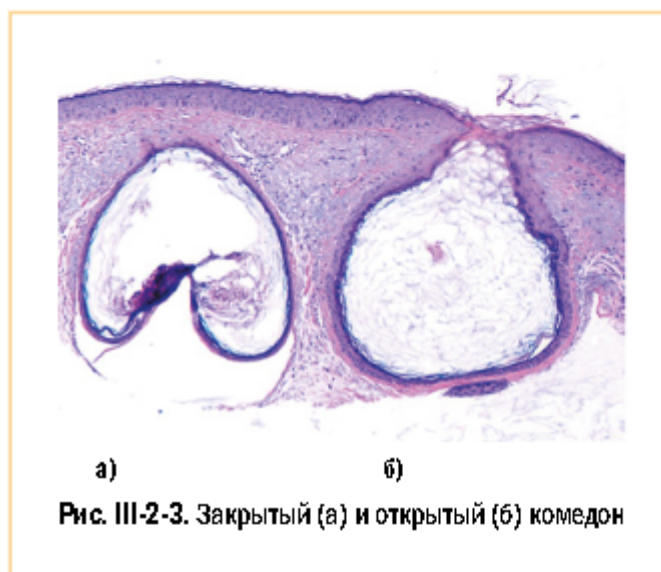 а) б)
Рис. III-2-3. Закрытый (а) и открытый (б) комедон